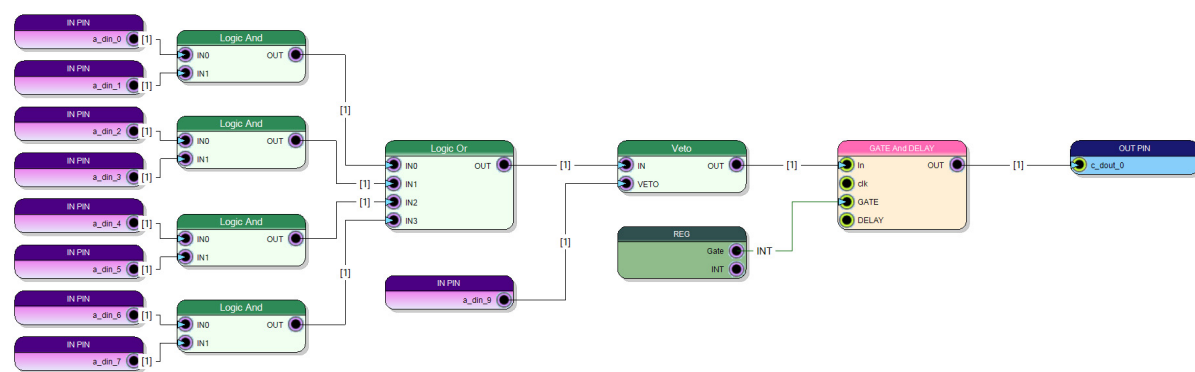 IN PIN
a_din_0 [1]
IN PIN
a_din_1 [1]
Logic And
IN0 OUT
IN1
[1]
IN PIN
a_din_2 [1]
IN PIN
a_din_3 [1]
Logic And
IN0 OUT
IN1
[1]
IN PIN
a_din_4 [1]
IN PIN
a_din_5 [1]
Logic And
IN0 OUT
IN1
[1]
IN PIN
a_din_6 [1]
IN PIN
a_din_7 [1]
Logic And
IN0 OUT
IN1
[1]
Logic Or
IN0 OUT
IN1
IN2
IN3
[1]
IN PIN
a_din_9
[1]
Veto
IN OUT
VETO
[1]
REG
Gate INT
INT
GATE And DELAY
In OUT
clk
GATE
DELAY
[1]
OUT PIN
c_dout_0